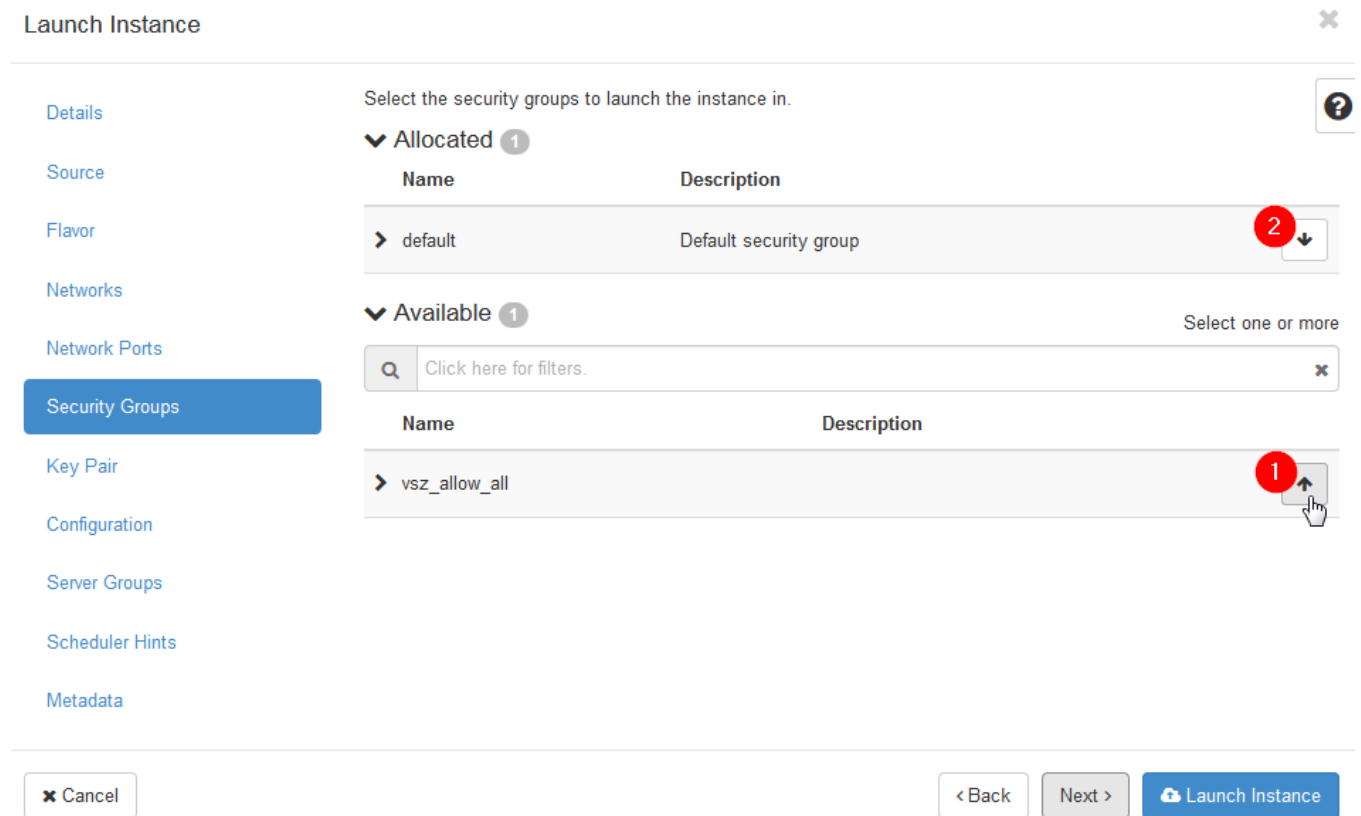 Launch Instance
Details
Source
Flavor
Networks
Network Ports
Security Groups
Key Pair
Configuration
Server Groups
Scheduler Hints
Metadata
Select the security groups to launch the instance in.
Allocated 1
Name Description
default Default security group 2
Available 1
Select one or more
Click here for filters.
Name Description
vsz_allow_all 1
Cancel < Back Next > Launch Instance